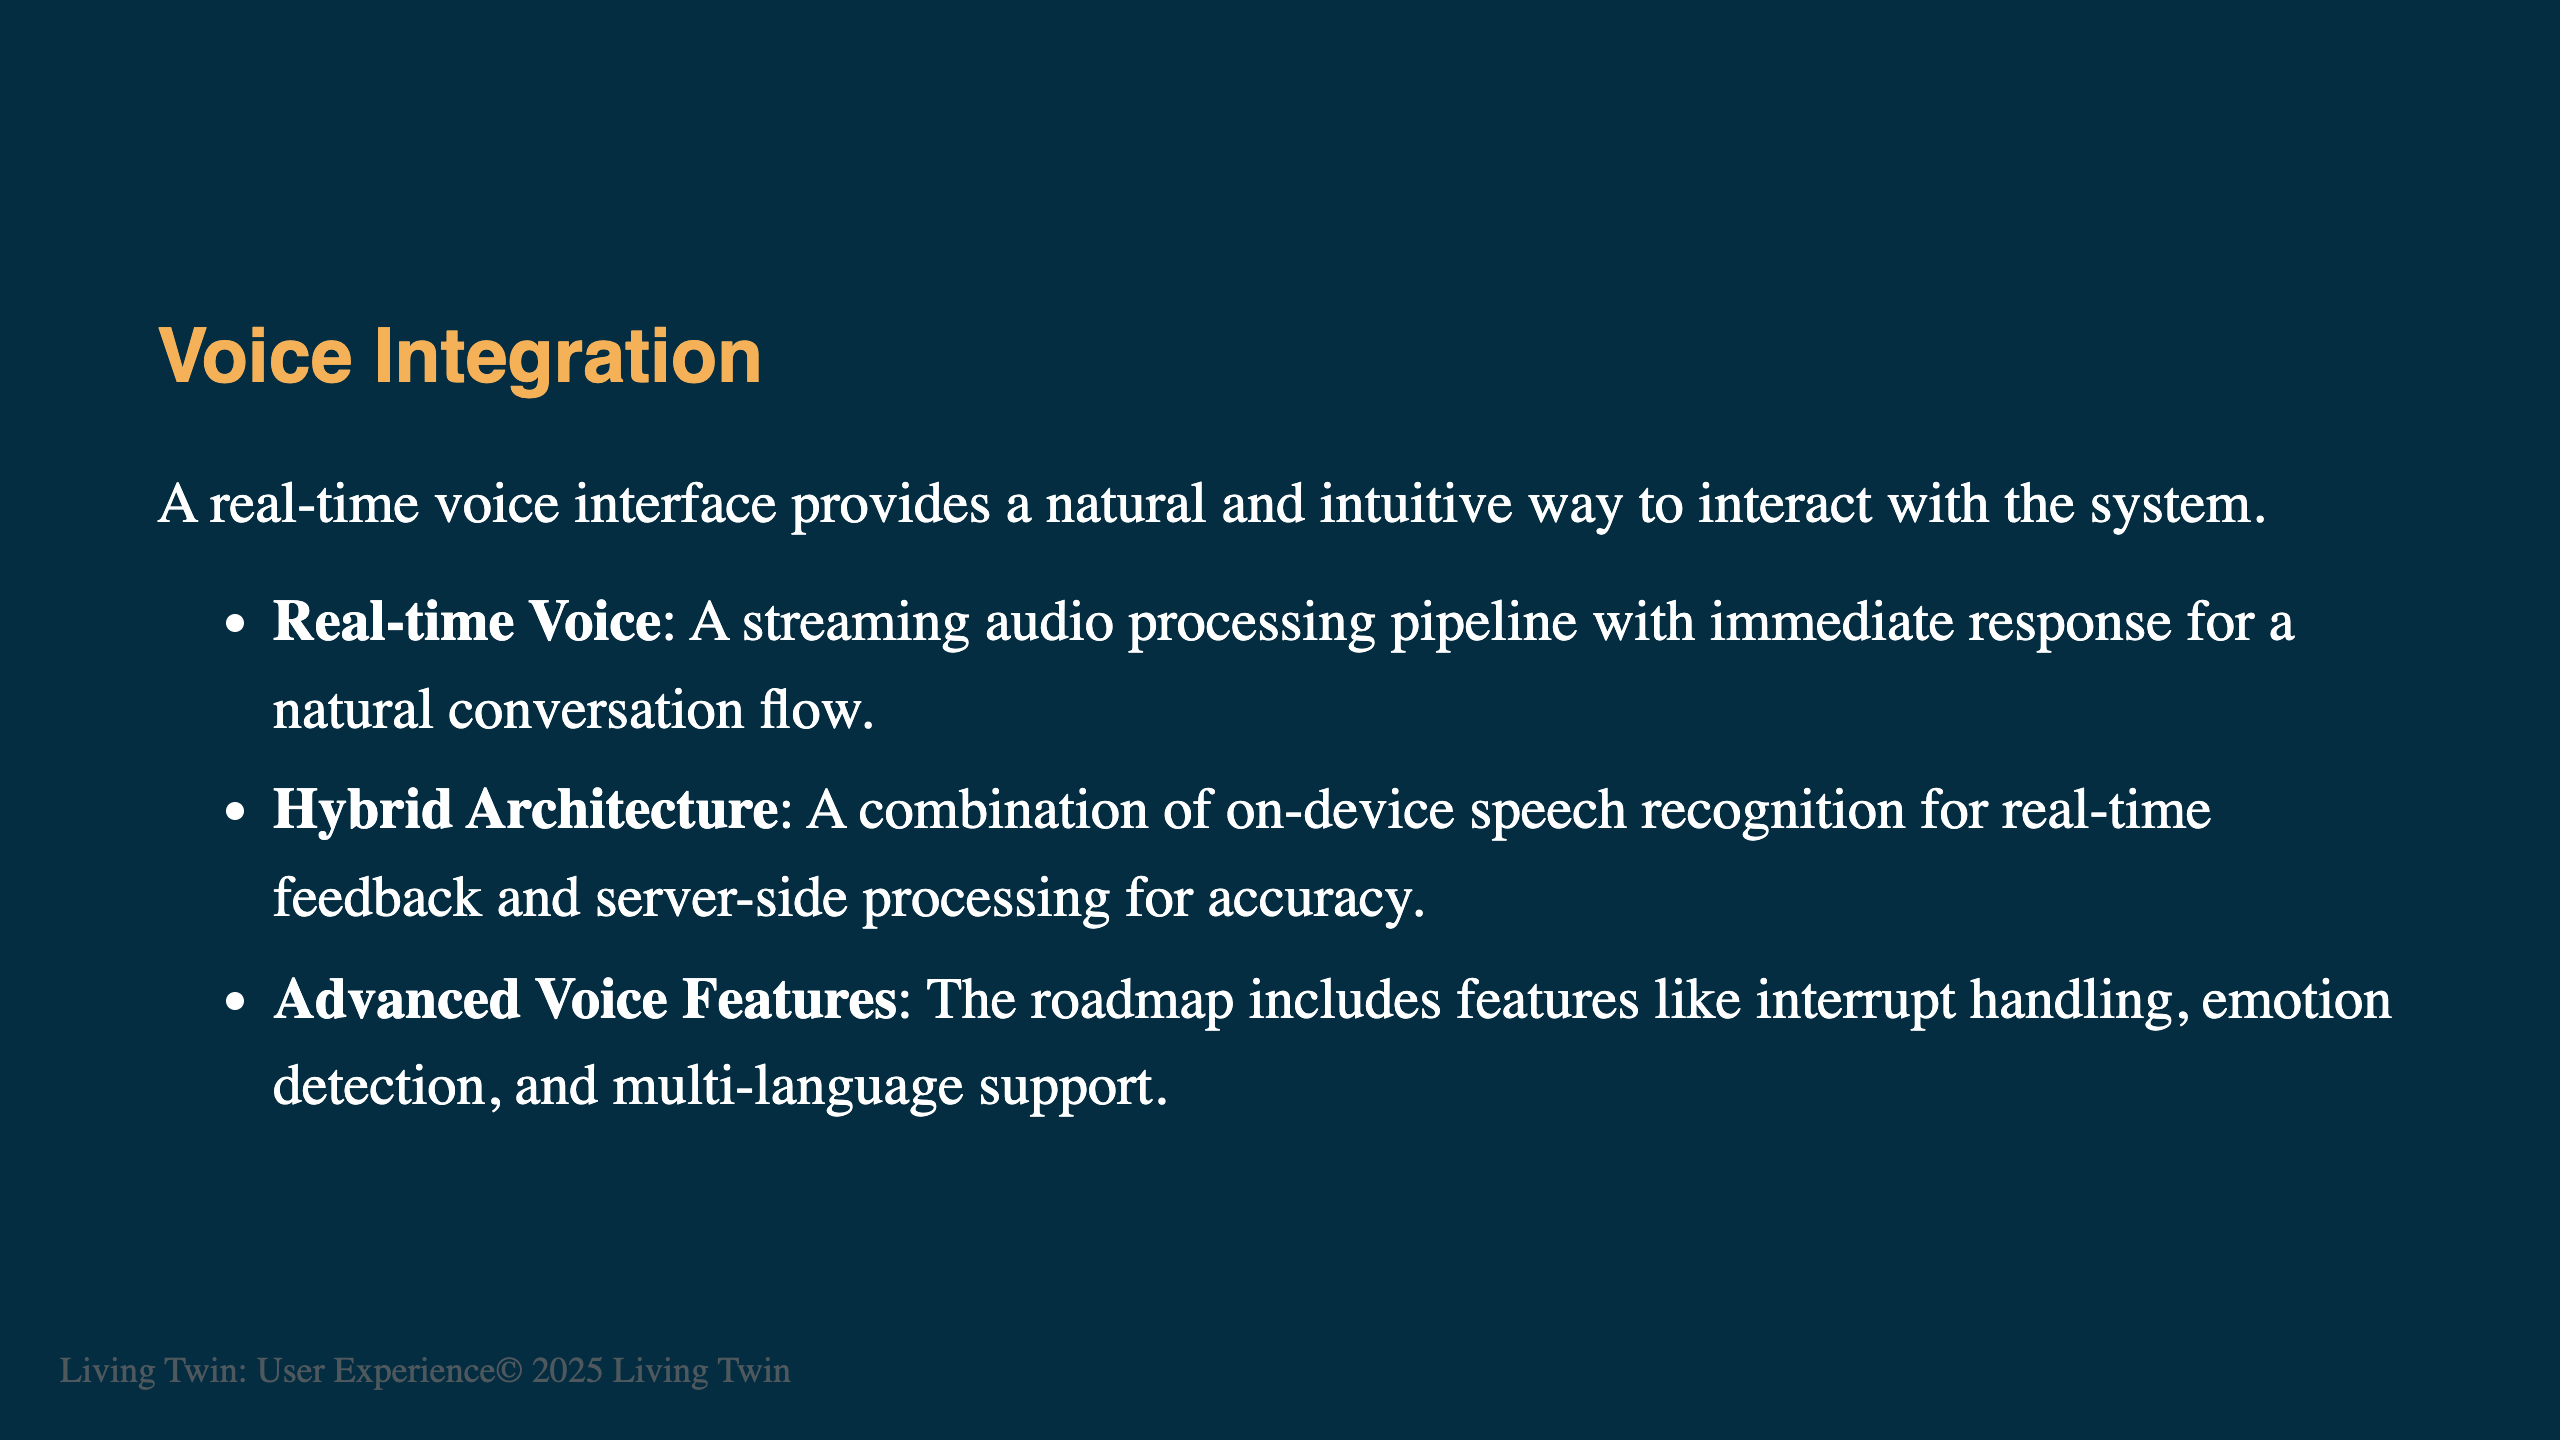 Voice Integration
A real-time voice interface provides a natural and intuitive way to interact with the system.
• Real-time Voice: A streaming audio processing pipeline with immediate response for a
natural conversation flow.
• Hybrid Architecture: A combination of on-device speech recognition for real-time
feedback and server-side processing for accuracy.
• Advanced Voice Features: The roadmap includes features like interrupt handling, emotion
detection, and multi-language support.
Living Twin: User Experience© 2025 Living Twin